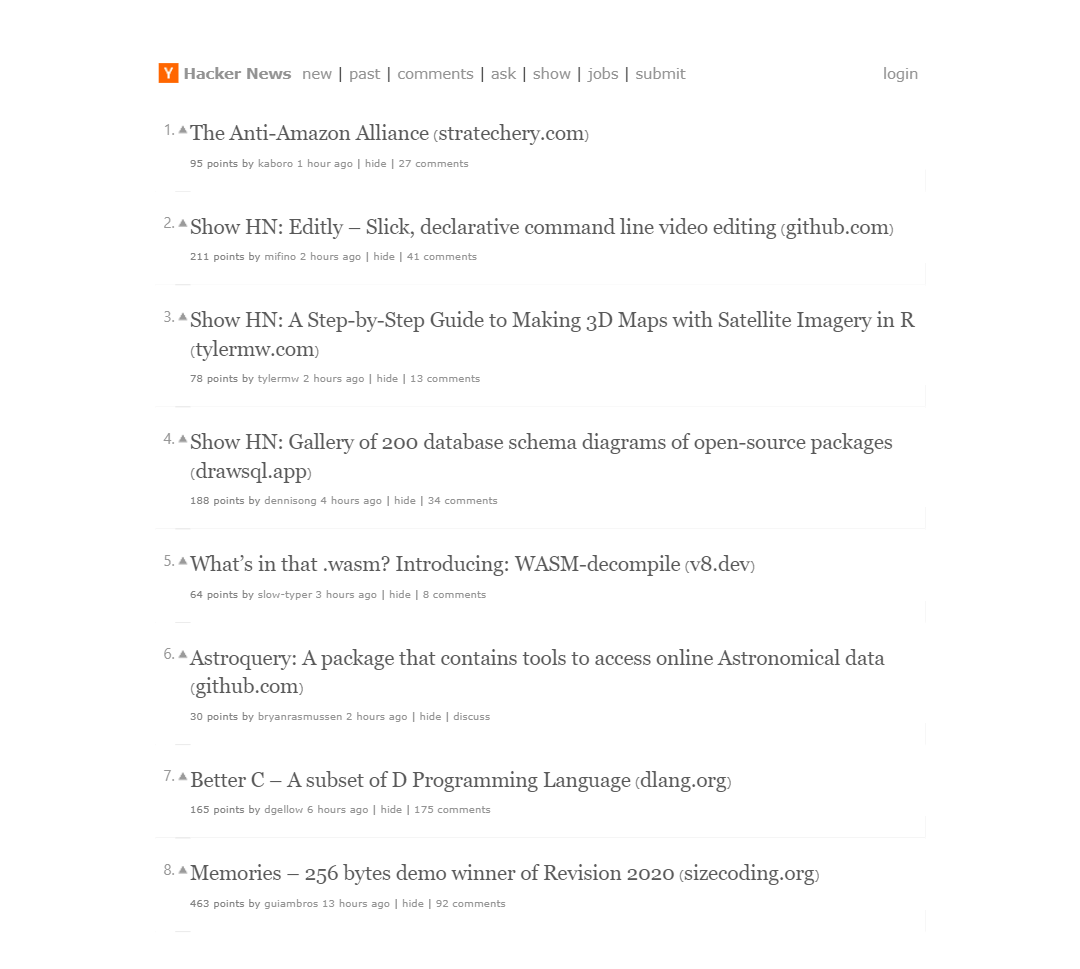 Y Hacker News new | past | comments | ask | show | jobs | submit login
1. ▲ The Anti-Amazon Alliance (stratechery.com)
95 points by kaboro 1 hour ago | hide | 27 comments
2. ▲ Show HN: Editly – Slick, declarative command line video editing (github.com)
211 points by mifino 2 hours ago | hide | 41 comments
3. ▲ Show HN: A Step-by-Step Guide to Making 3D Maps with Satellite Imagery in R
(tylermw.com)
78 points by tylermw 2 hours ago | hide | 13 comments
4. ▲ Show HN: Gallery of 200 database schema diagrams of open-source packages
(drawsql.app)
188 points by dennisong 4 hours ago | hide | 34 comments
5. ▲ What’s in that .wasm? Introducing: WASM-decompile (v8.dev)
64 points by slow-typer 3 hours ago | hide | 8 comments
6. ▲ Astroquery: A package that contains tools to access online Astronomical data
(github.com)
30 points by bryanrasmussen 2 hours ago | hide | discuss
7. ▲ Better C – A subset of D Programming Language (dlang.org)
165 points by dgellow 6 hours ago | hide | 175 comments
8. ▲ Memories – 256 bytes demo winner of Revision 2020 (sizecoding.org)
463 points by guiambros 13 hours ago | hide | 92 comments